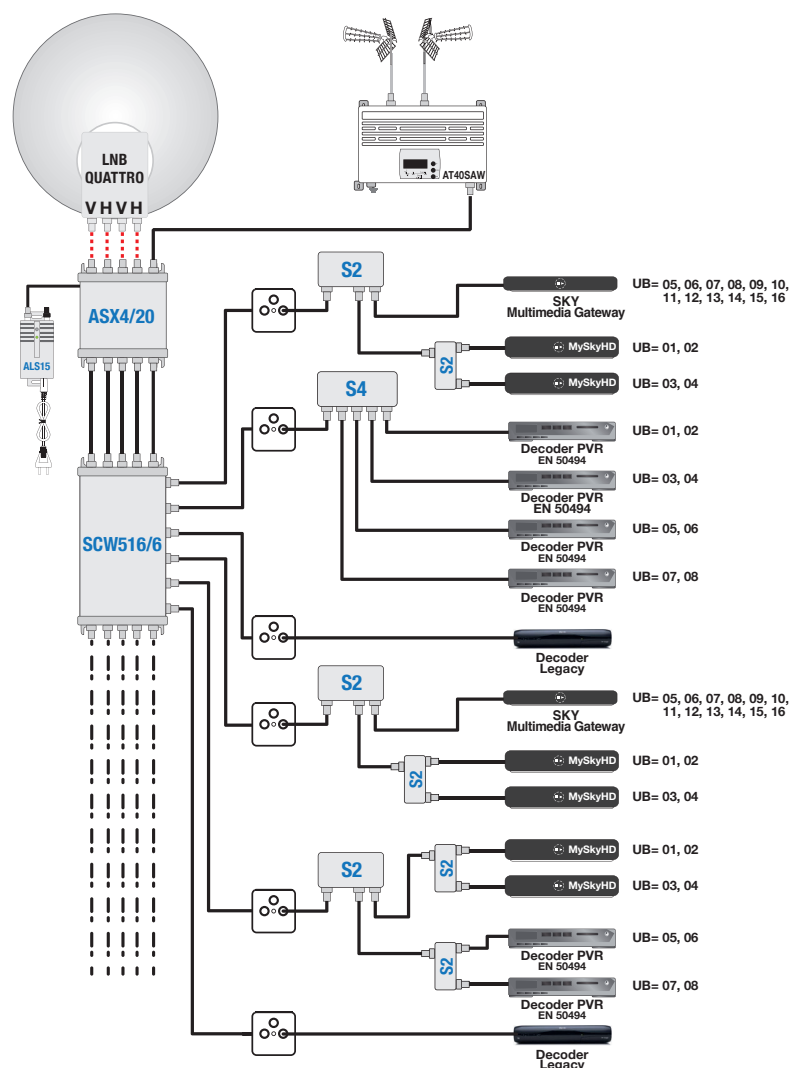 LNB
QUATTRO
V H V H
AT40SAW
ASX4/20
ALS15
SCW516/6
S2
SKY
Multimedia Gateway
UB= 05, 06, 07, 08, 09, 10,
11, 12, 13, 14, 15, 16
S2
MySkyHD
UB= 01, 02
MySkyHD
UB= 03, 04
S4
Decoder PVR
EN 50494
UB= 01, 02
Decoder PVR
EN 50494
UB= 03, 04
Decoder PVR
EN 50494
UB= 05, 06
Decoder PVR
EN 50494
UB= 07, 08
Decoder
Legacy
S2
SKY
Multimedia Gateway
UB= 05, 06, 07, 08, 09, 10,
11, 12, 13, 14, 15, 16
S2
MySkyHD
UB= 01, 02
MySkyHD
UB= 03, 04
S2
S2
MySkyHD
UB= 01, 02
MySkyHD
UB= 03, 04
S2
Decoder PVR
EN 50494
UB= 05, 06
Decoder PVR
EN 50494
UB= 07, 08
Decoder
Legacy